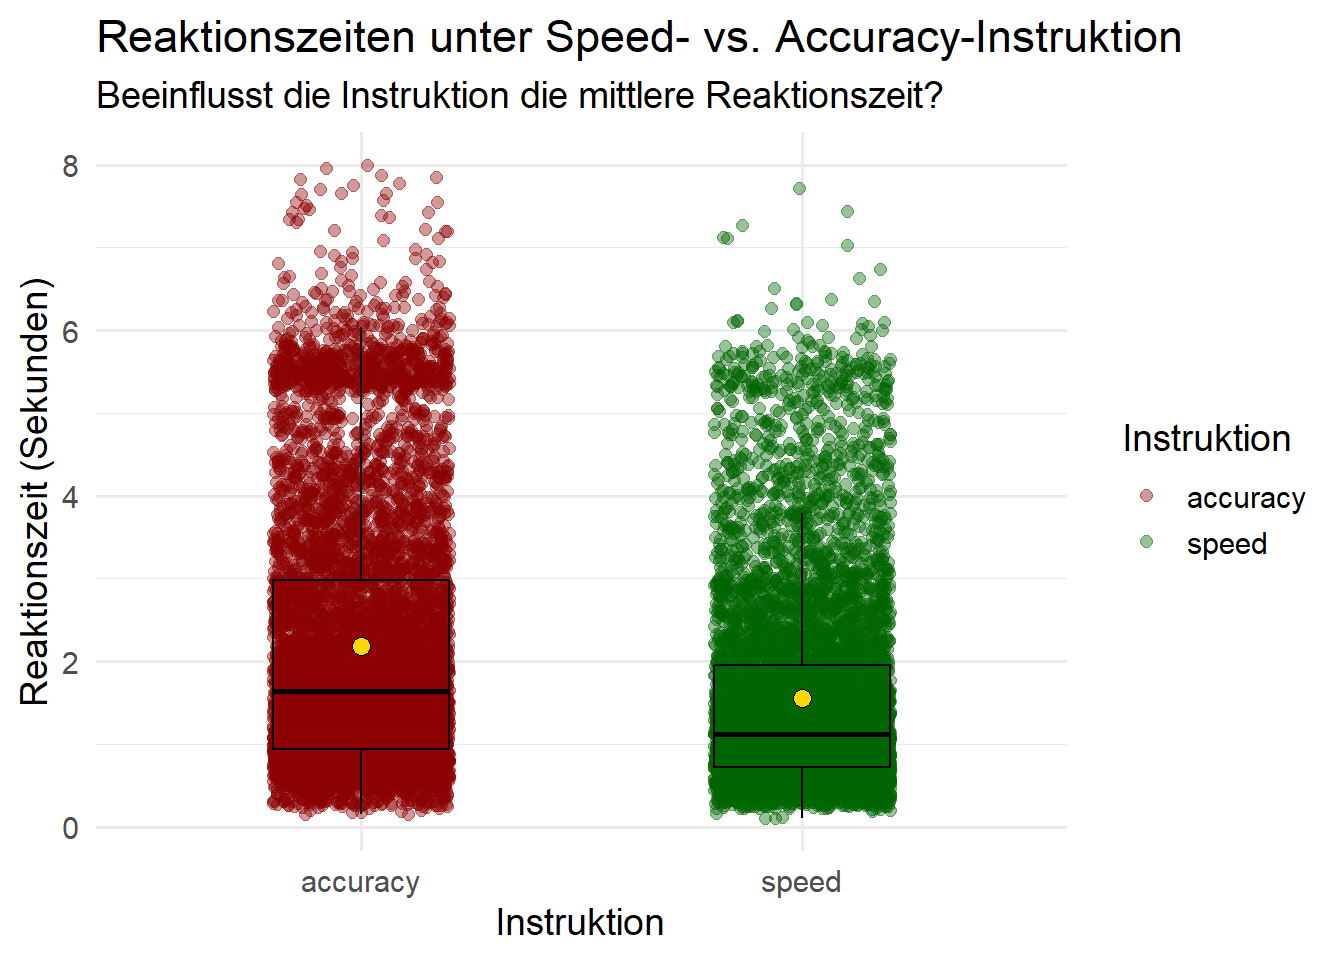 Reaktionszeiten unter Speed- vs. Accuracy-Instruktion
Beeinflusst die Instruktion die mittlere Reaktionszeit?
Reaktionszeit (Sekunden)
8
6
4
2
0
accuracy
speed
Instruktion
Instruktion
accuracy
speed